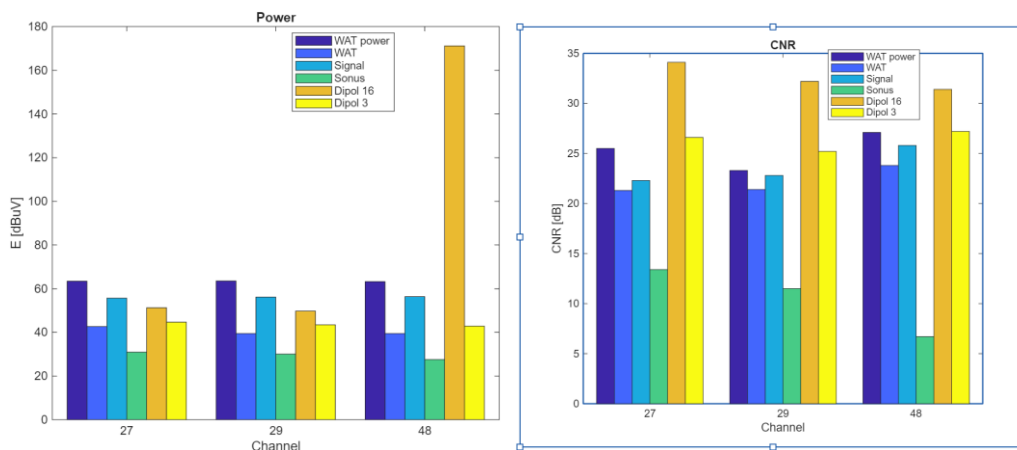 Power
180
160
140
120
100
80
60
40
20
0
E [dBuV]
WAT power
WAT
Signal
Sonus
Dipol 16
Dipol 3
27 29 48
Channel
CNR
35
30
25
20
15
10
5
0
CNR [dB]
WAT power
WAT
Signal
Sonus
Dipol 16
Dipol 3
27 29 48
Channel